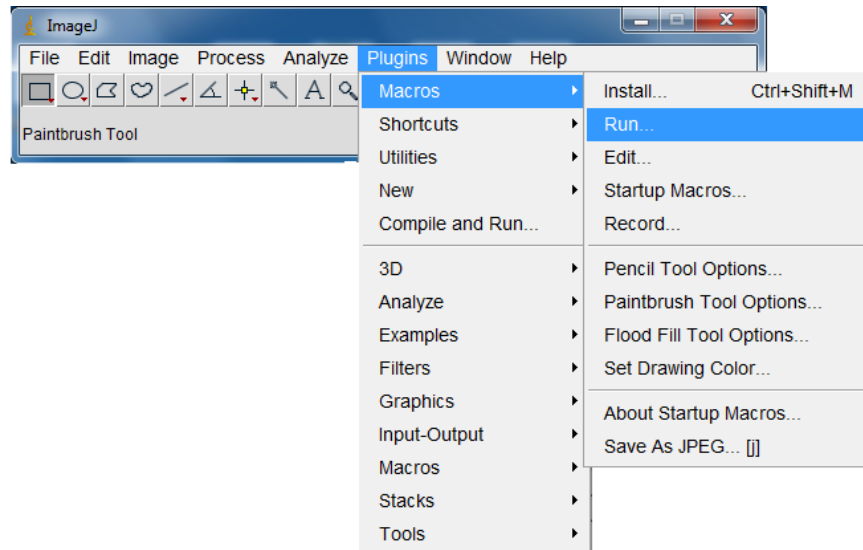 ImageJ
File Edit Image Process Analyze Plugins Window Help
A
Paintbrush Tool
Macros
Shortcuts
Utilities
New
Compile and Run...
3D
Analyze
Examples
Filters
Graphics
Input-Output
Macros
Stacks
Tools
Install... Ctrl+Shift+M
Run...
Edit...
Startup Macros...
Record...
Pencil Tool Options...
Paintbrush Tool Options...
Flood Fill Tool Options...
Set Drawing Color...
About Startup Macros...
Save As JPEG... [j]